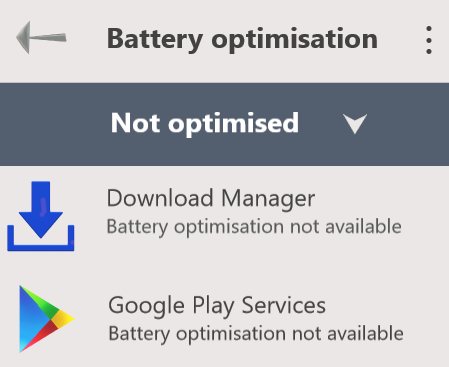 Battery optimisation
Not optimised
Download Manager
Battery optimisation not available
Google Play Services
Battery optimisation not available